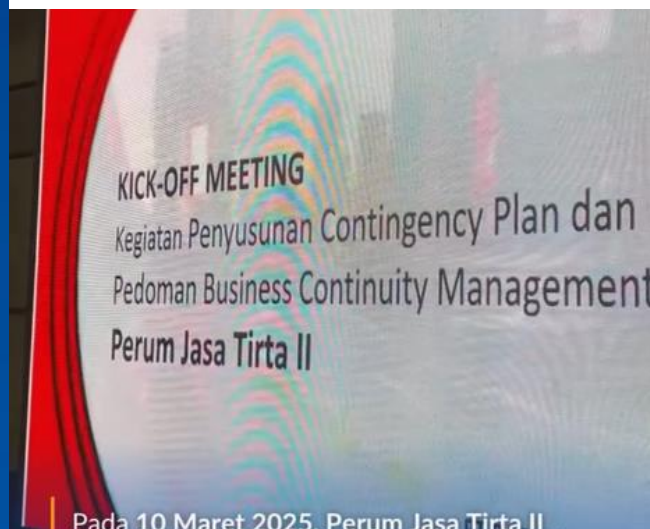 KICK-OFF MEETING
Kegiatan Penyusunan Contingency Plan dan
Pedoman Business Continuity Management
Perum Jasa Tirta II
Pada 10 Maret 2025, Perum Jasa Tirta II